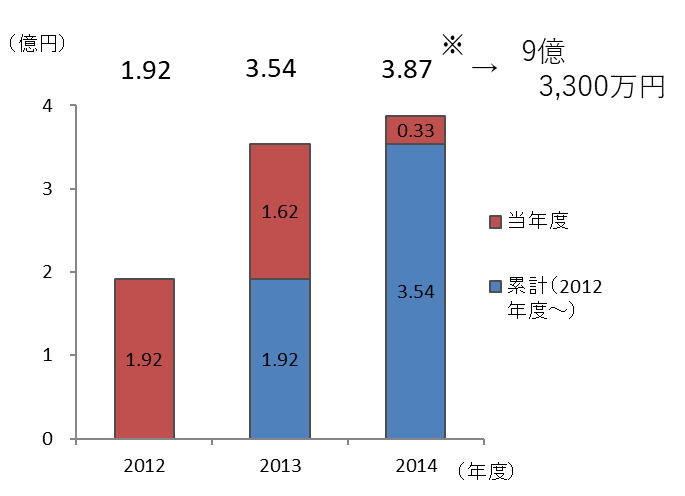 （億円）
1.92
3.54
3.87
※
→
9億
3,300万円
4
3
2
1
0
1.92
1.62
1.92
0.33
3.54
当年度
累計（2012
年度～）
2012
2013
2014
（年度）